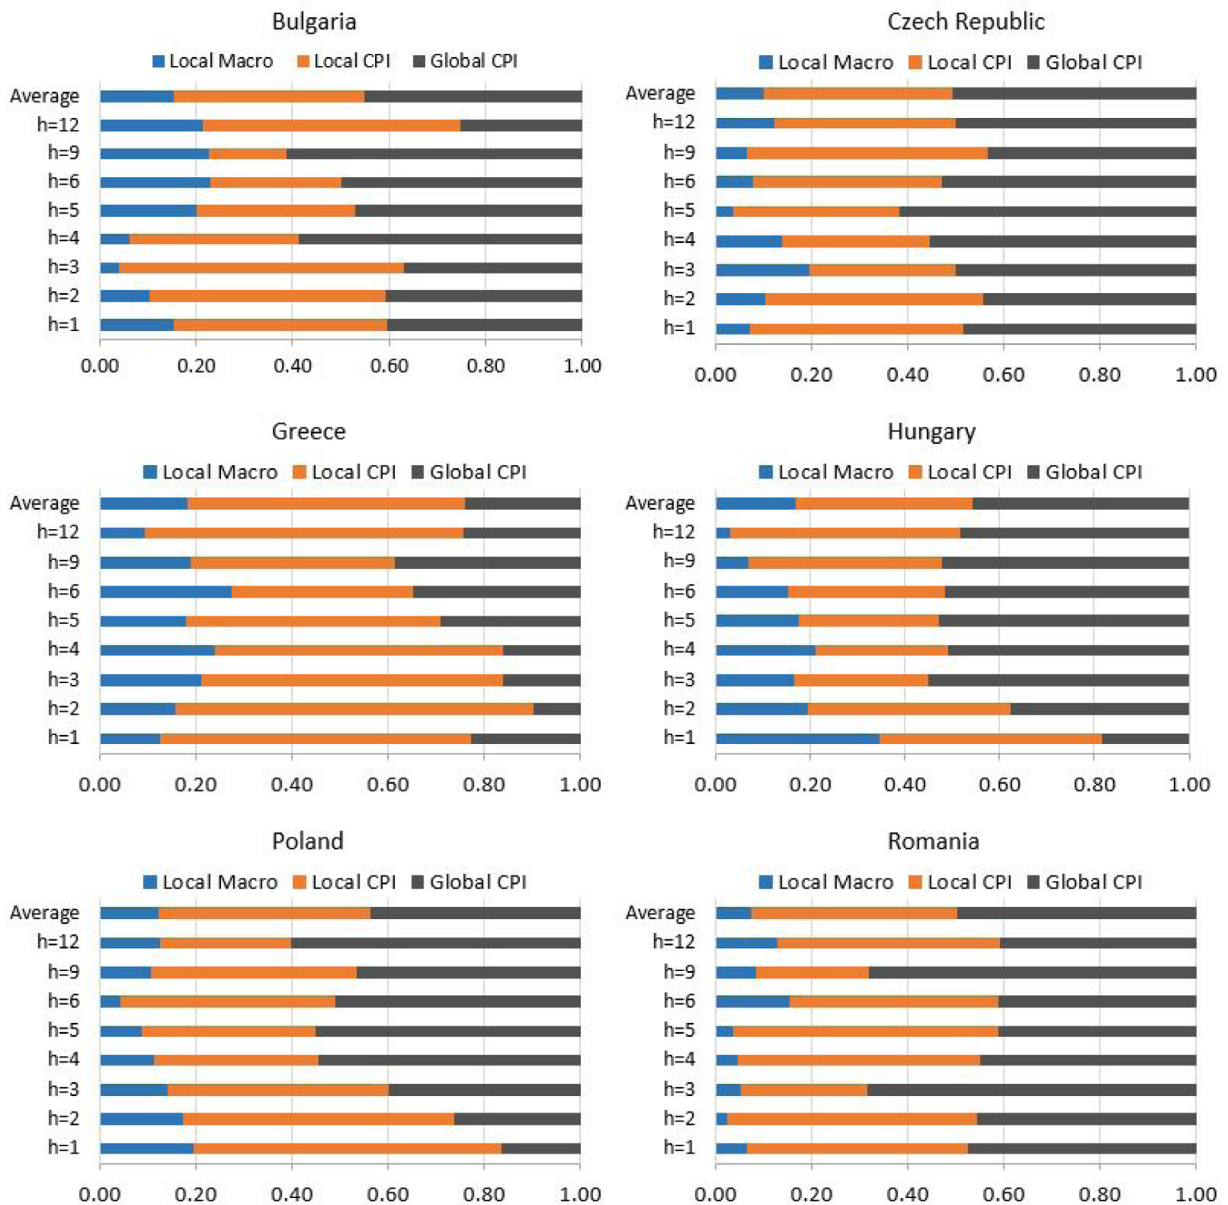 Bulgaria
Local Macro Local CPI Global CPI
Average
h=12
h=9
h=6
h=5
h=4
h=3
h=2
h=1
0.00 0.20 0.40 0.60 0.80 1.00
Czech Republic
Local Macro Local CPI Global CPI
Average
h=12
h=9
h=6
h=5
h=4
h=3
h=2
h=1
0.00 0.20 0.40 0.60 0.80 1.00
Greece
Local Macro Local CPI Global CPI
Average
h=12
h=9
h=6
h=5
h=4
h=3
h=2
h=1
0.00 0.20 0.40 0.60 0.80 1.00
Hungary
Local Macro Local CPI Global CPI
Average
h=12
h=9
h=6
h=5
h=4
h=3
h=2
h=1
0.00 0.20 0.40 0.60 0.80 1.00
Poland
Local Macro Local CPI Global CPI
Average
h=12
h=9
h=6
h=5
h=4
h=3
h=2
h=1
0.00 0.20 0.40 0.60 0.80 1.00
Romania
Local Macro Local CPI Global CPI
Average
h=12
h=9
h=6
h=5
h=4
h=3
h=2
h=1
0.00 0.20 0.40 0.60 0.80 1.00